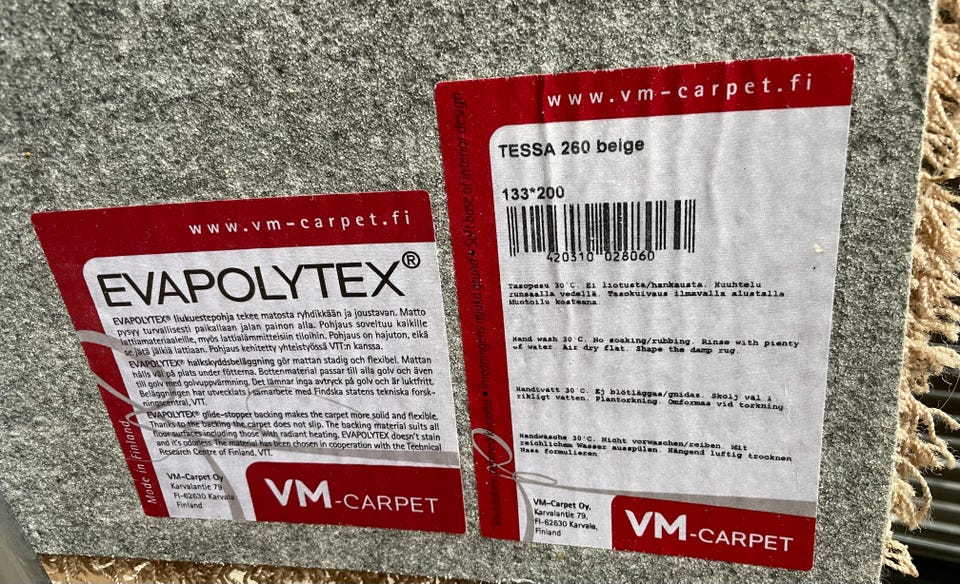 www.vm-carpet.fi
EVAPOLYTEX®
EVAPOLYTEX® liukuestepohja tekee matosta ryhdikkään ja joustavan. Matto
pysyy turvallisesti paikallaan jalan painon alla. Pohjaus soveltuu kaikille
lattiamateriaaleille, myös lattialämmitteisiin tiloihin. Pohjaus on hajuton, eikä
se jätä jälkiä lattiaan. Pohjaus kehitetty yhteistyössä VTT:n kanssa.
EVAPOLYTEX® halkskyddsbeläggning gör mattan stadig och flexibel. Mattan
hålls väl på plats under fötterna. Bottenmaterial passar till alla golv och även
till golv med golvuppvärmning. Det lämnar inga avtryck på golv och är luktfritt.
Beläggningen har utvecklats i samarbete med Findska statens tekniska forsk-
ningscentral, VTT.
EVAPOLYTEX® glide-stopper backing makes the carpet more solid and flexible.
Thanks to the backing the carpet does not slip. The backing material suits all
floor surfaces including those with radiant heating. EVAPOLYTEX doesn't stain
and it's odorless. The material has been chosen in cooperation with the Technical
Research Centre of Finland, VTT.
Made in Finland
VM-Carpet Oy
Karvalantie 79,
FI-62630 Karvala
Finland
VM-CARPET
www.vm-carpet.fi
TESSA 260 beige
133*200
420310 028060
Tasopesu 30°C. Ei liotusta/hankausta. Huuhtelu
runsaalla vedellä. Tasokuivaus ilmavalla alustalla
Muotoilu kosteana.
Hand wash 30°C. No soaking/rubbing. Rinse with plenty
of water. Air dry flat. Shape the damp rug.
Handtvätt 30°C. Ej blötläggas/gnidas. Skölj väl i
rikligt vatten. Plantorkning. Omformas vid torkning
Handwäsche 30°C. Nicht vorwaschen/reiben. Mit
reichlichem Wasser ausspülen. Hängend luftig trocknen
Nass formulieren
inredningens mjuka grund • Soft base of interior design
VM-Carpet Oy,
Karvalantie 79,
FI-62630 Karvala,
Finland
VM-CARPET